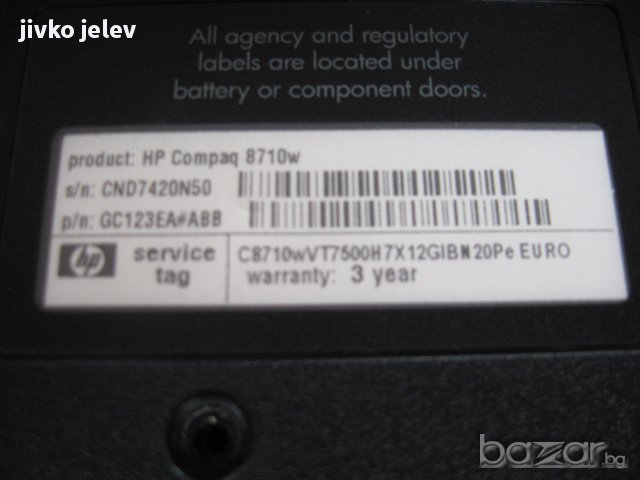 jivko jelev
All agency and regulatory
labels are located under
battery or component doors.
product: HP Compaq 8710w
s/n: CND7420N50
p/n: GC123EA#ABB
hp
service
tag
C8710wVT7500H7X12GIBN20Pe EURO
warranty: 3 year
bazar.bg